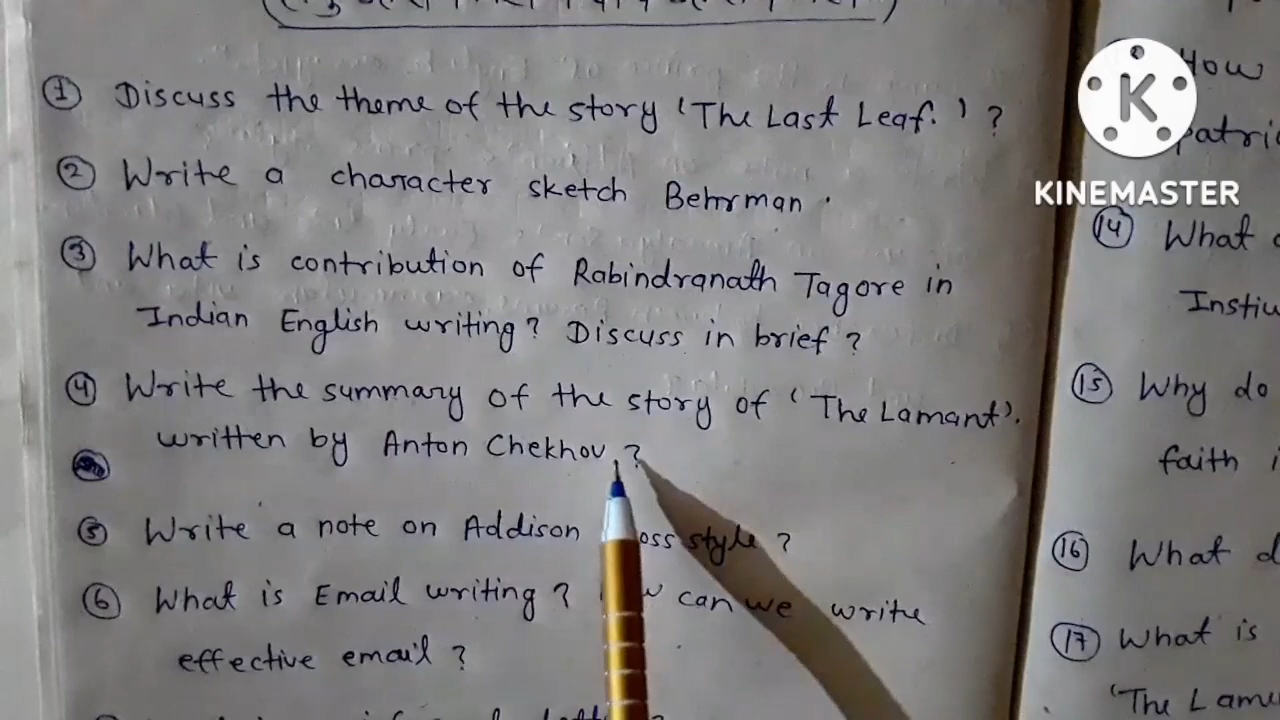 ① Discuss the theme of the story 'The Last Leaf.' ?
② Write a character sketch Behrman.
③ What is contribution of Rabindranath Tagore in
Indian English writing? Discuss in brief?
④ Write the summary of the story of 'The Lamant'.
written by Anton Chekhov.?
⑤ Write a note on Addison style?
⑥ What is Email writing? can we write
effective email?
How
K
KINEMASTER
⑭ What
⑮ Why do
faith
⑯ What
⑰ What is
'The